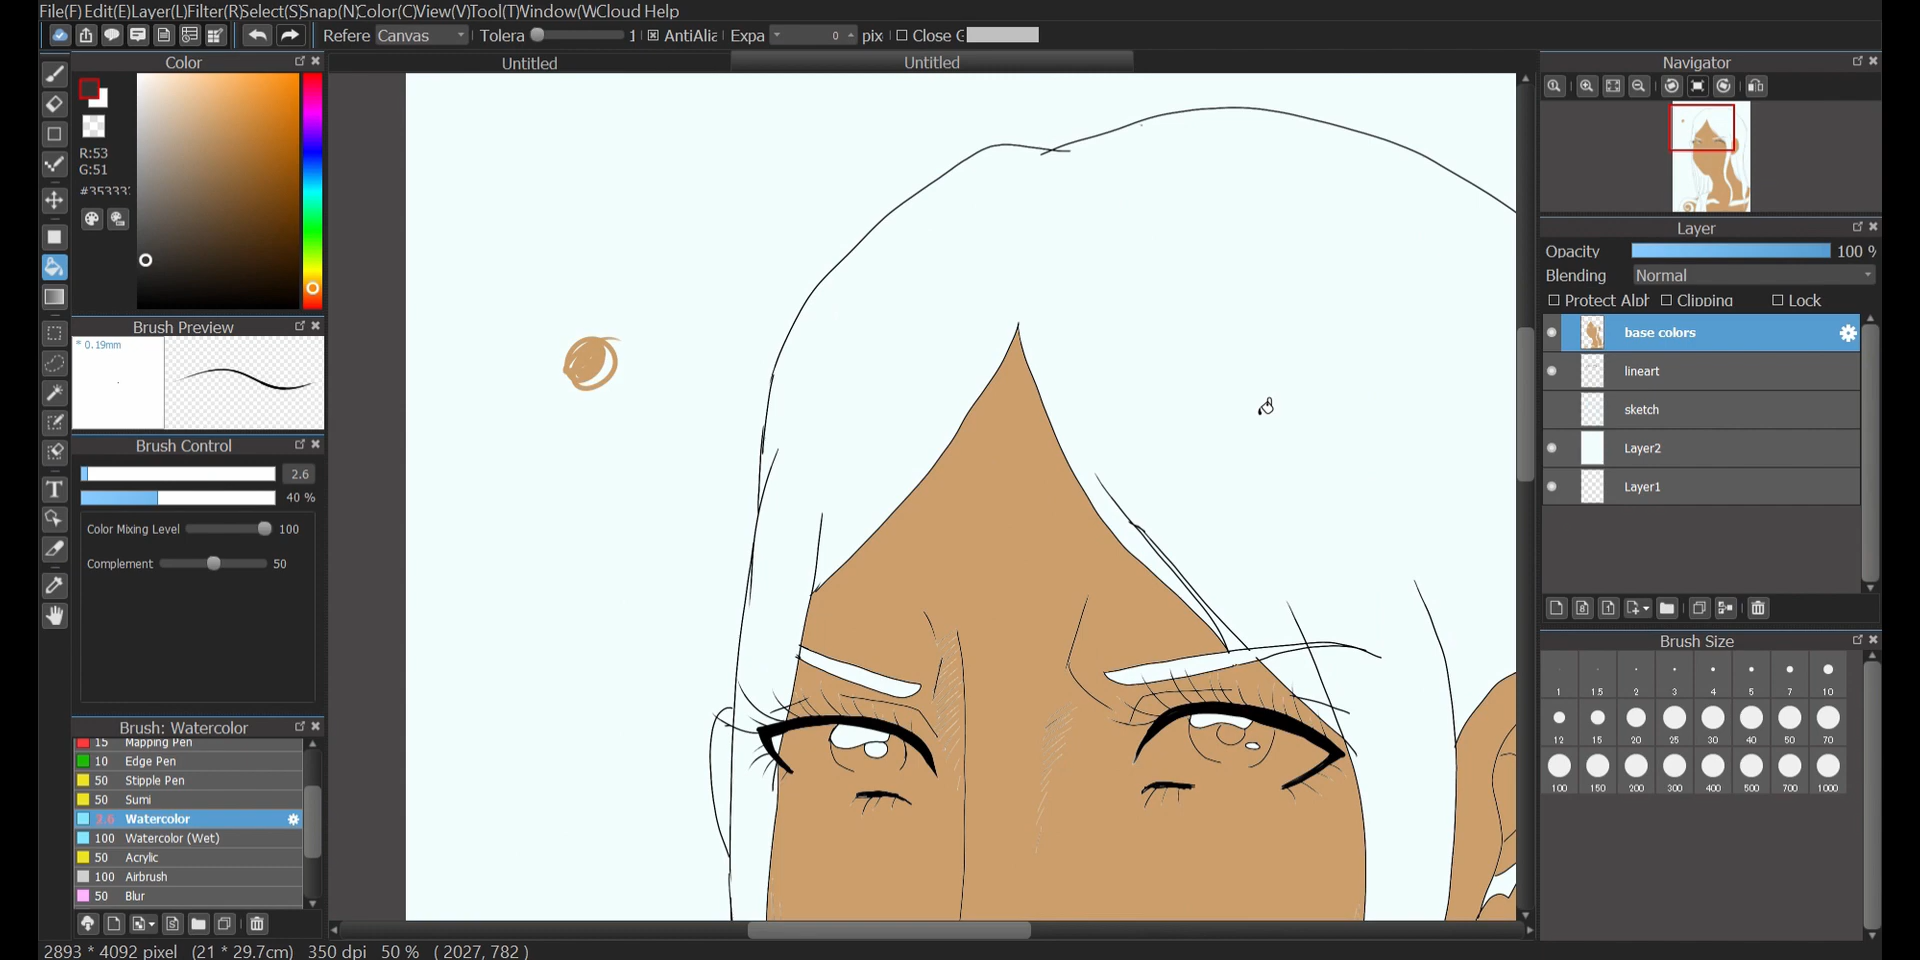 File(F) Edit(E) Layer(L) Filter(R) Select(S) Snap(N) Color(C) View(V) Tool(T) Window(W Cloud Help
Refere Canvas Tolera 1 AntiAlia Expa 0 pix Close G
Color
Untitled Untitled
Navigator
R:53
G:51
#353333
Layer
Opacity 100 %
Blending Normal
Protect Alph Clipping Lock
base colors
lineart
sketch
Layer2
Layer1
Brush Preview
* 0.19mm
Brush Control
2.6
40 %
Color Mixing Level 100
Complement 50
Brush Size
1 1.5 2 3 4 5 7 10
12 15 20 25 30 40 50 70
100 150 200 300 400 500 700 1000
Brush: Watercolor
15 Mapping Pen
10 Edge Pen
50 Stipple Pen
50 Sumi
2.6 Watercolor
100 Watercolor (Wet)
50 Acrylic
100 Airbrush
50 Blur
2893 * 4092 pixel (21 * 29.7cm) 350 dpi 50 % ( 2027, 782 )